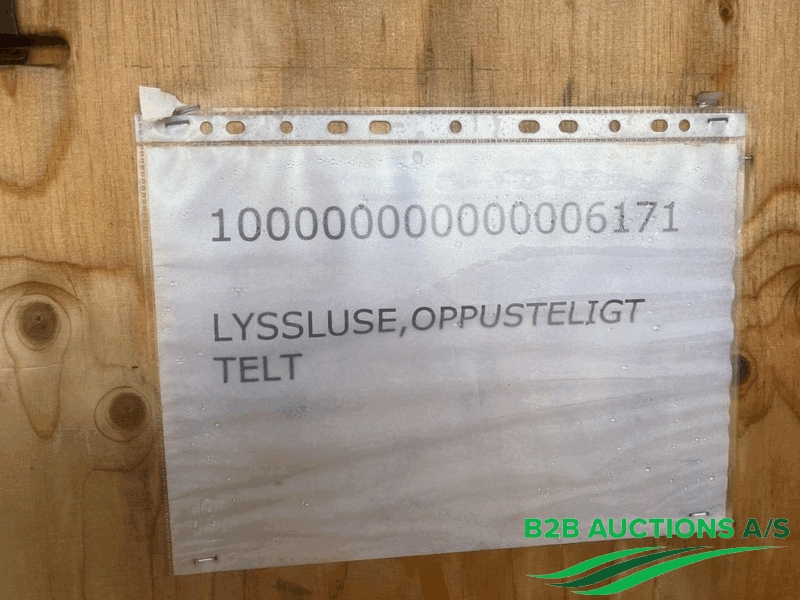 100000000000006171
LYSSLUSE,OPPUSTELIGT
TELT
B2B AUCTIONS A/S